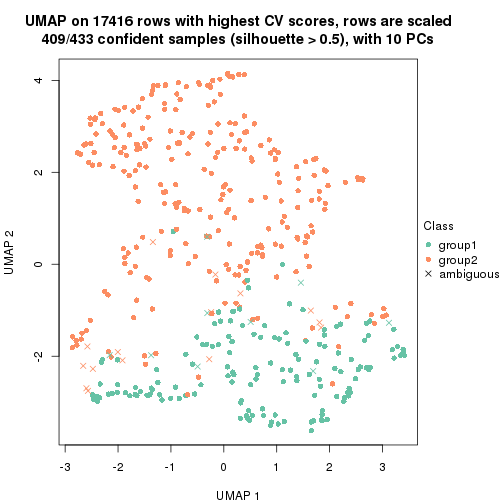 UMAP on 17416 rows with highest CV scores, rows are scaled
409/433 confident samples (silhouette > 0.5), with 10 PCs
4
2
0
-2
UMAP 2
-3
-2
-1
0
1
2
3
UMAP 1
Class
group1
group2
ambiguous